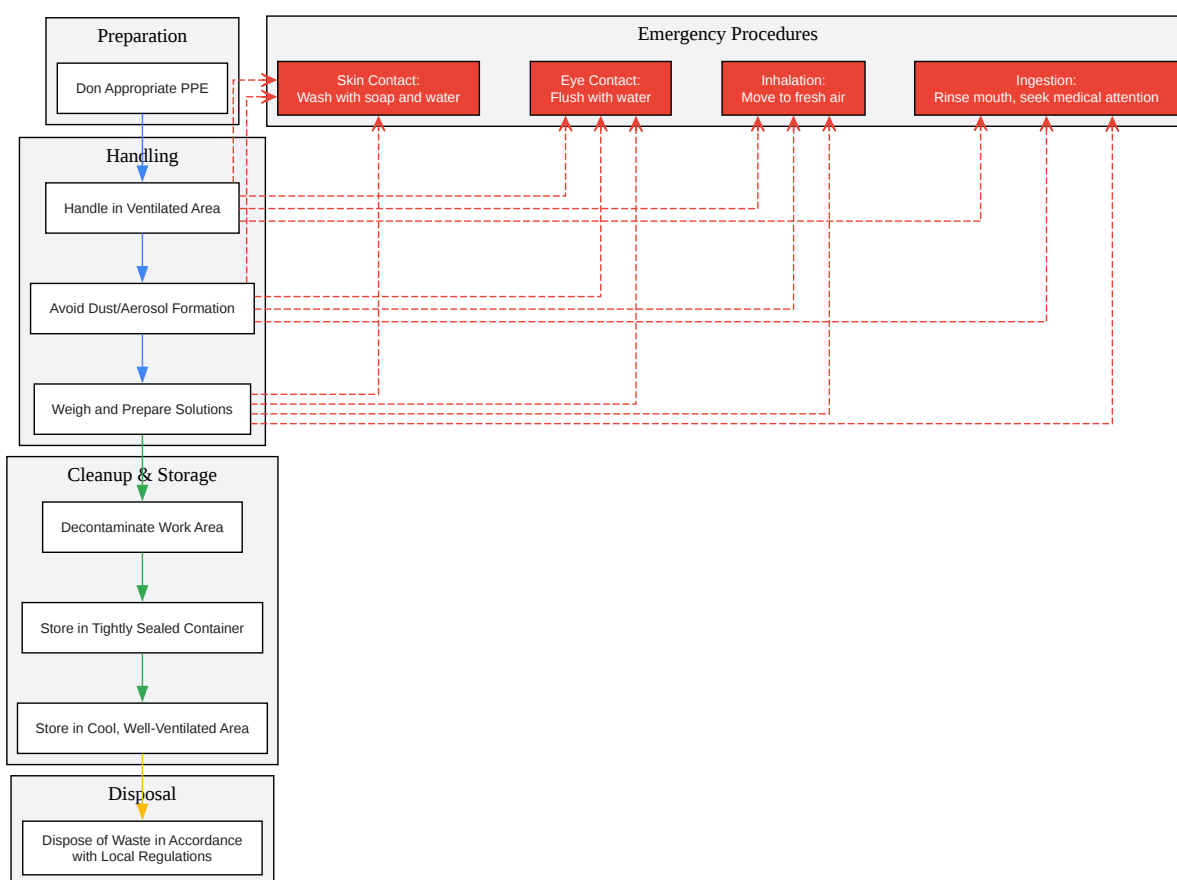 Preparation
Don Appropriate PPE
Emergency Procedures
Skin Contact:
Wash with soap and water
Eye Contact:
Flush with water
Inhalation:
Move to fresh air
Ingestion:
Rinse mouth, seek medical attention
Handling
Handle in Ventilated Area
Avoid Dust/Aerosol Formation
Weigh and Prepare Solutions
Cleanup & Storage
Decontaminate Work Area
Store in Tightly Sealed Container
Store in Cool, Well-Ventilated Area
Disposal
Dispose of Waste in Accordance
with Local Regulations